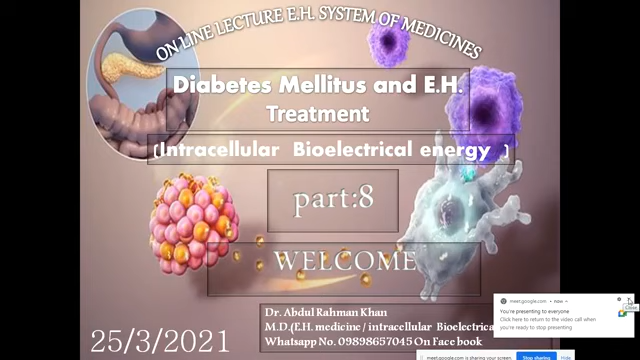 ON LINE LECTURE E.H. SYSTEM OF MEDICINES
Diabetes Mellitus and E.H.
Treatment
(Intracellular Bioelectrical energy )
part:8
WELCOME
Dr. Abdul Rahman Khan
M.D.(E.H. medicine / intracellular Bioelectrica
Whatsapp No. 09898657045 On Facebook
25/3/2021
meet.google.com • now
Close
You're presenting to everyone
Click here to return to the video call when
you're ready to stop presenting
meet.google.com is sharing your screen.
Stop sharing